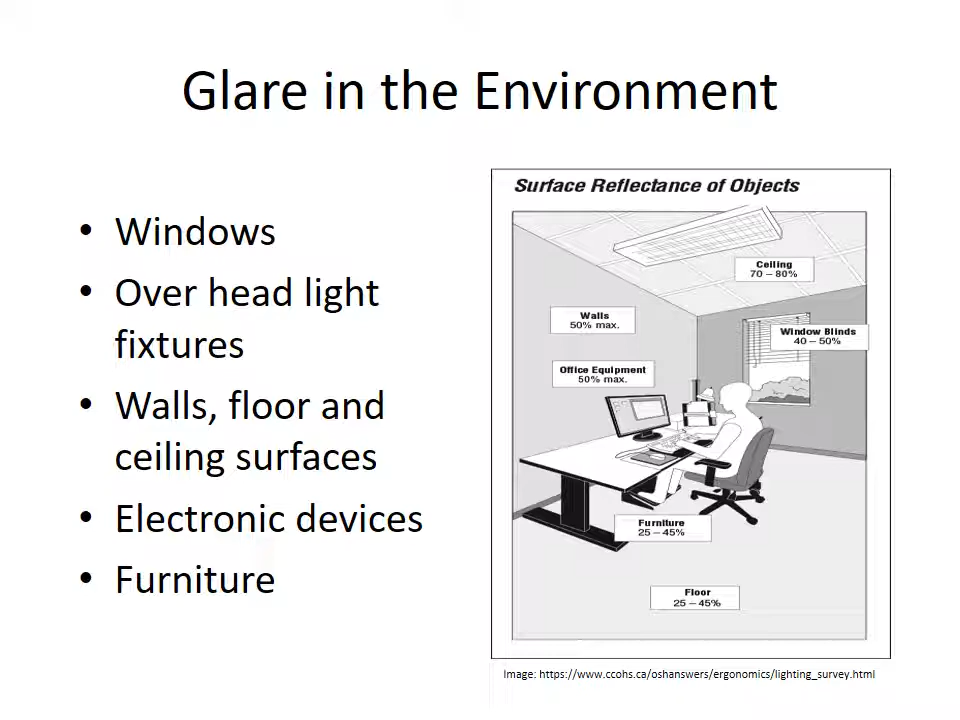 Glare in the Environment
• Windows
• Over head light
fixtures
• Walls, floor and
ceiling surfaces
• Electronic devices
• Furniture
Surface Reflectance of Objects
Ceiling
70 – 80%
Walls
50% max.
Window Blinds
40 – 50%
Office Equipment
50% max.
Furniture
25 – 45%
Floor
25 – 45%
Image: https://www.ccohs.ca/oshanswers/ergonomics/lighting_survey.html